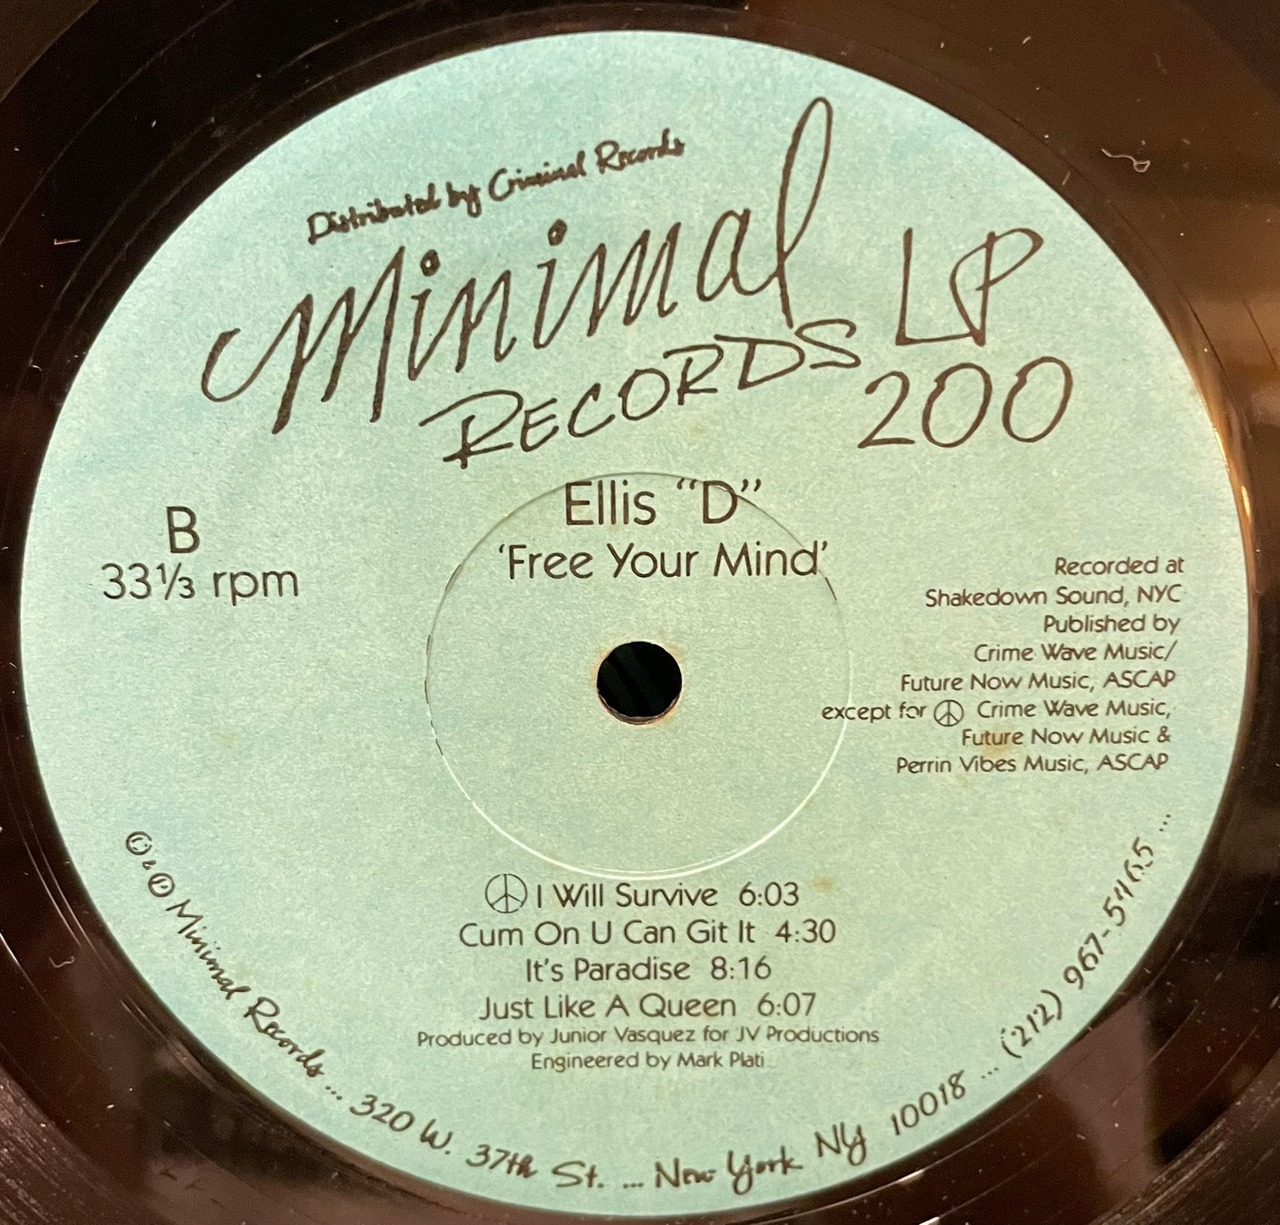 Distributed by Criminal Records
Minimal
RECORDS
LP
200
Ellis “D”
‘Free Your Mind’
B
33⅓ rpm
Recorded at
Shakedown Sound, NYC
Published by
Crime Wave Music/
Future Now Music, ASCAP
except for ☮ Crime Wave Music,
Future Now Music &
Perrin Vibes Music, ASCAP
☮ I Will Survive 6:03
Cum On U Can Git It 4:30
It's Paradise 8:16
Just Like A Queen 6:07
Produced by Junior Vasquez for JV Productions
Engineered by Mark Plati
© & ℗ Minimal Records... 320 W. 37th St. ... New York NY 10018 ... (212) 967-5465 ...